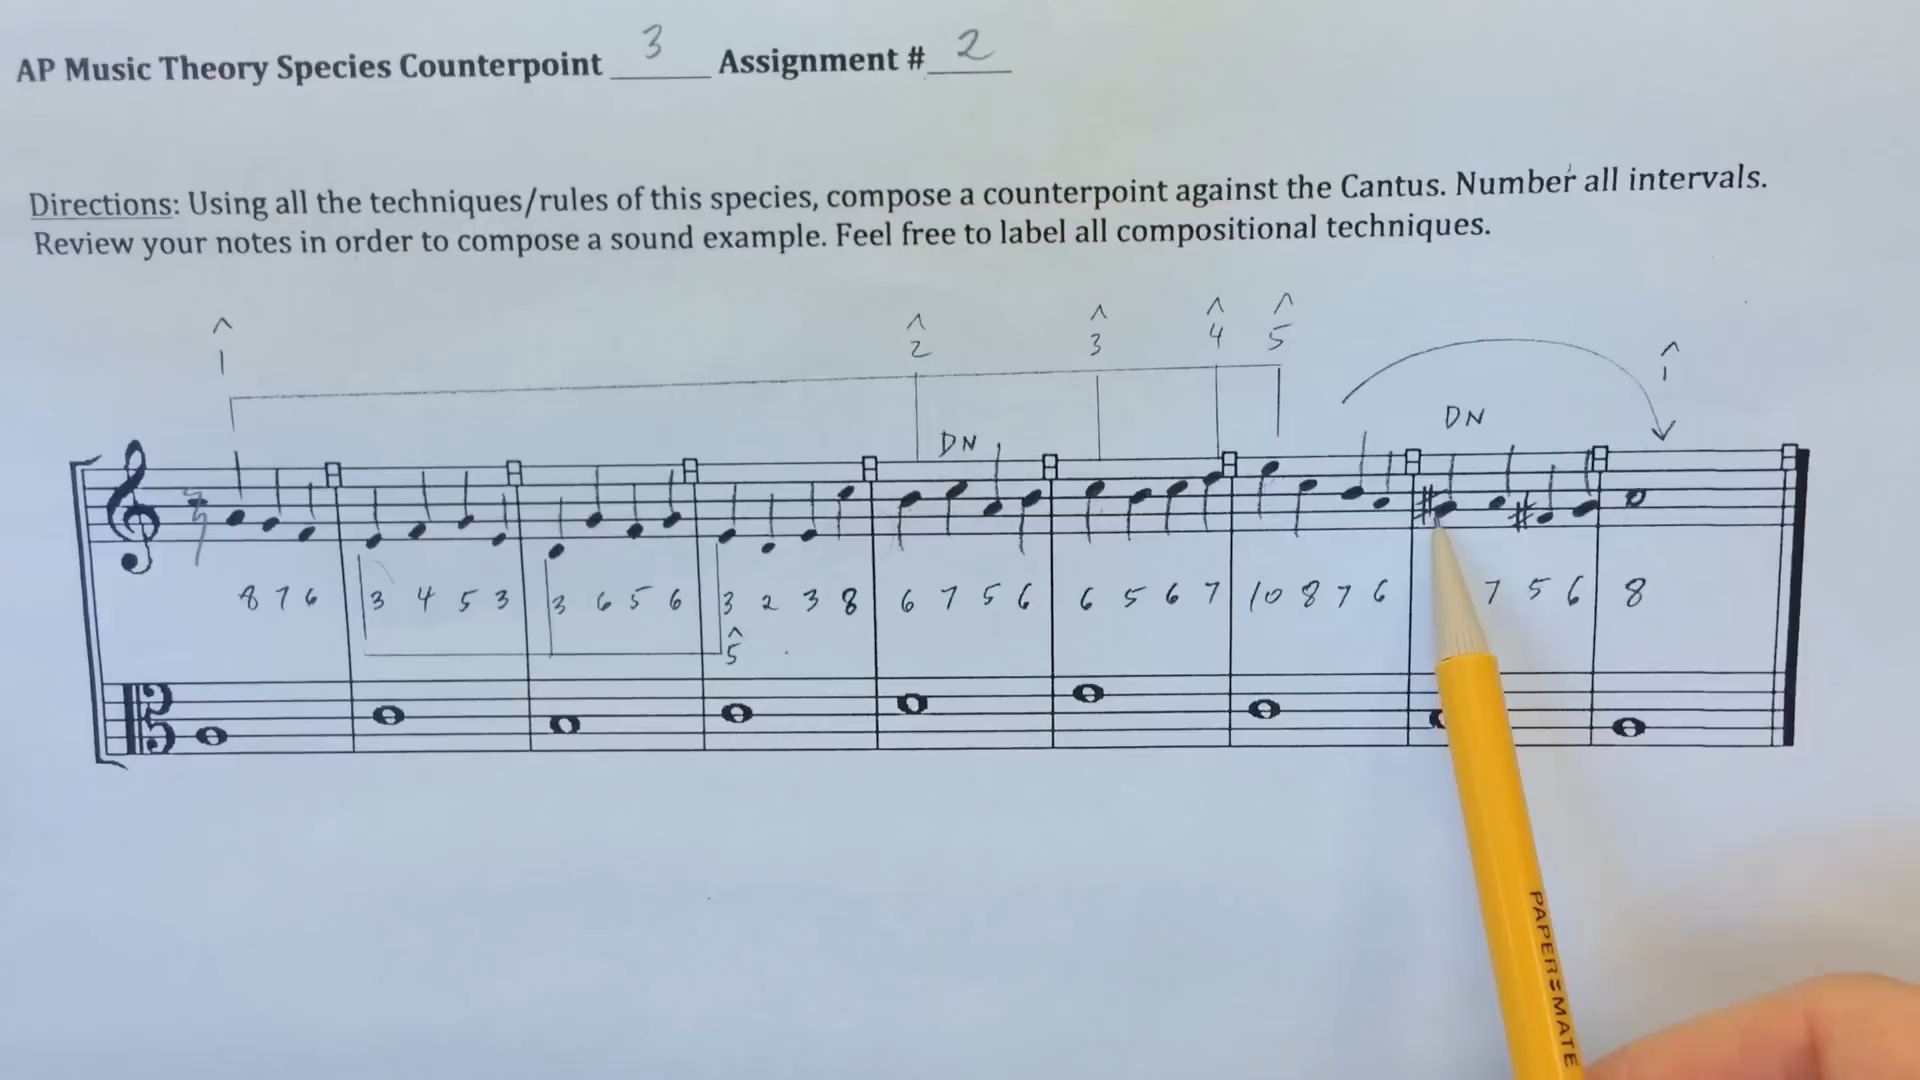 AP Music Theory Species Counterpoint 3 Assignment # 2
Directions: Using all the techniques/rules of this species, compose a counterpoint against the Cantus. Number all intervals.
Review your notes in order to compose a sound example. Feel free to label all compositional techniques.
^ ^ ^ ^ ^ ^
1 2 3 4 5 1
DN DN
8 7 6 3 4 5 3 3 6 5 6 3 2 3 8 6 7 5 6 6 5 6 7 10 8 7 6 7 5 6 8
^
5
PAPER:MATE